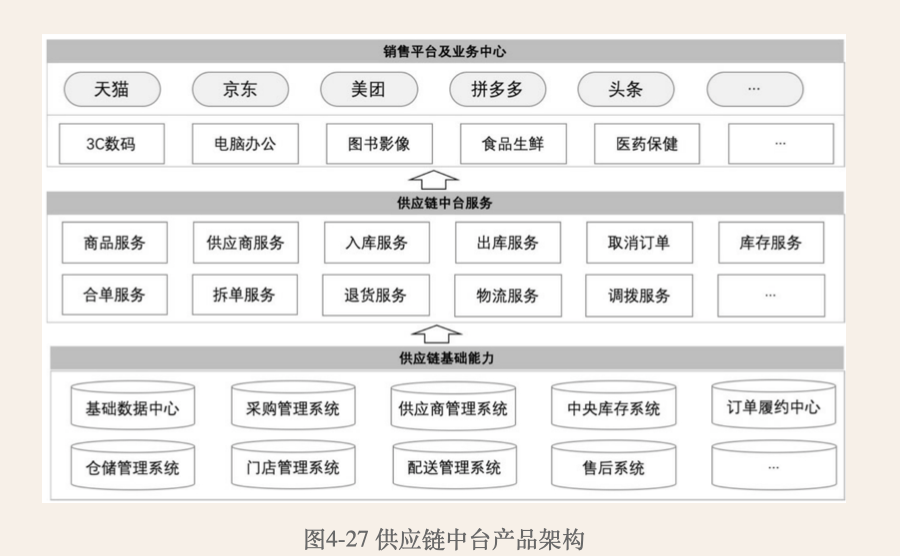 销售平台及业务中心
天猫 京东 美团 拼多多 头条 ...
3C数码 电脑办公 图书影像 食品生鲜 医药保健 ...
供应链中台服务
商品服务 供应商服务 入库服务 出库服务 取消订单 库存服务
合单服务 拆单服务 退货服务 物流服务 调拨服务 ...
供应链基础能力
基础数据中心 采购管理系统 供应商管理系统 中央库存系统 订单履约中心
仓储管理系统 门店管理系统 配送管理系统 售后系统 ...
图4-27 供应链中台产品架构